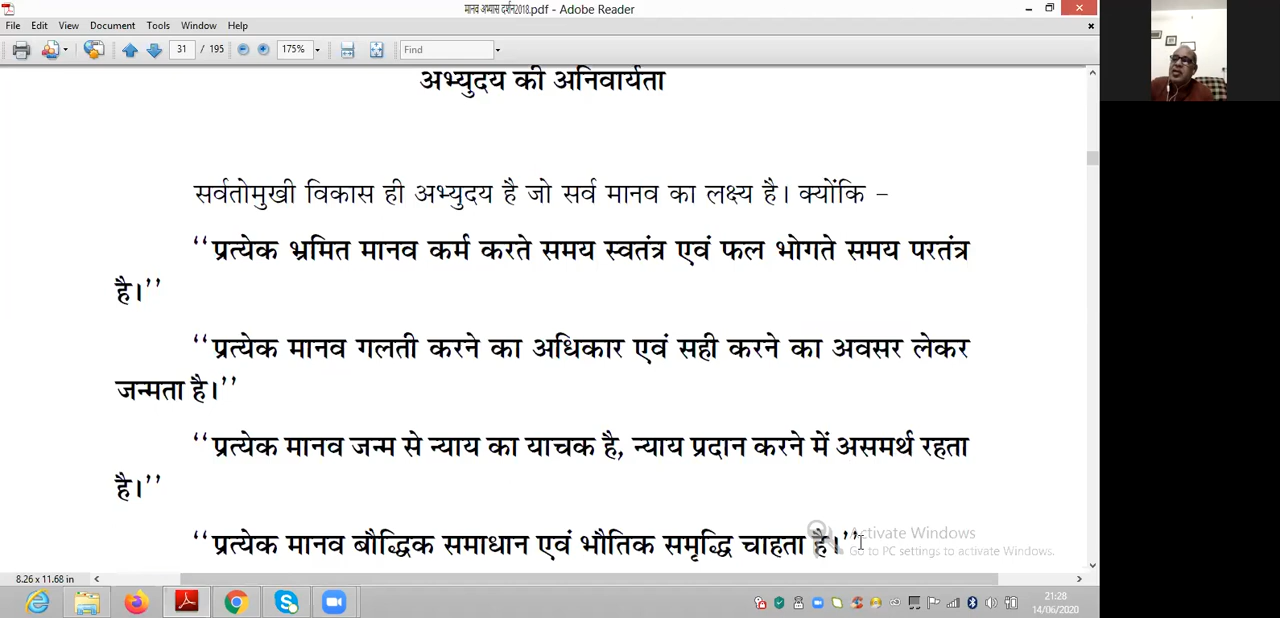 मानव अभ्यास दर्शन2018.pdf - Adobe Reader
File Edit View Document Tools Window Help
31 / 195 175% Find
अभ्युदय की अनिवार्यता
सर्वतोमुखी विकास ही अभ्युदय है जो सर्व मानव का लक्ष्य है। क्योंकि –
‘‘प्रत्येक भ्रमित मानव कर्म करते समय स्वतंत्र एवं फल भोगते समय परतंत्र
है।’’
‘‘प्रत्येक मानव गलती करने का अधिकार एवं सही करने का अवसर लेकर
जन्मता है।’’
‘‘प्रत्येक मानव जन्म से न्याय का याचक है, न्याय प्रदान करने में असमर्थ रहता
है।’’
‘‘प्रत्येक मानव बौद्धिक समाधान एवं भौतिक समृद्धि चाहता है।’’
Activate Windows
Go to PC settings to activate Windows.
8.26 x 11.68 in
21:28
14/06/2020